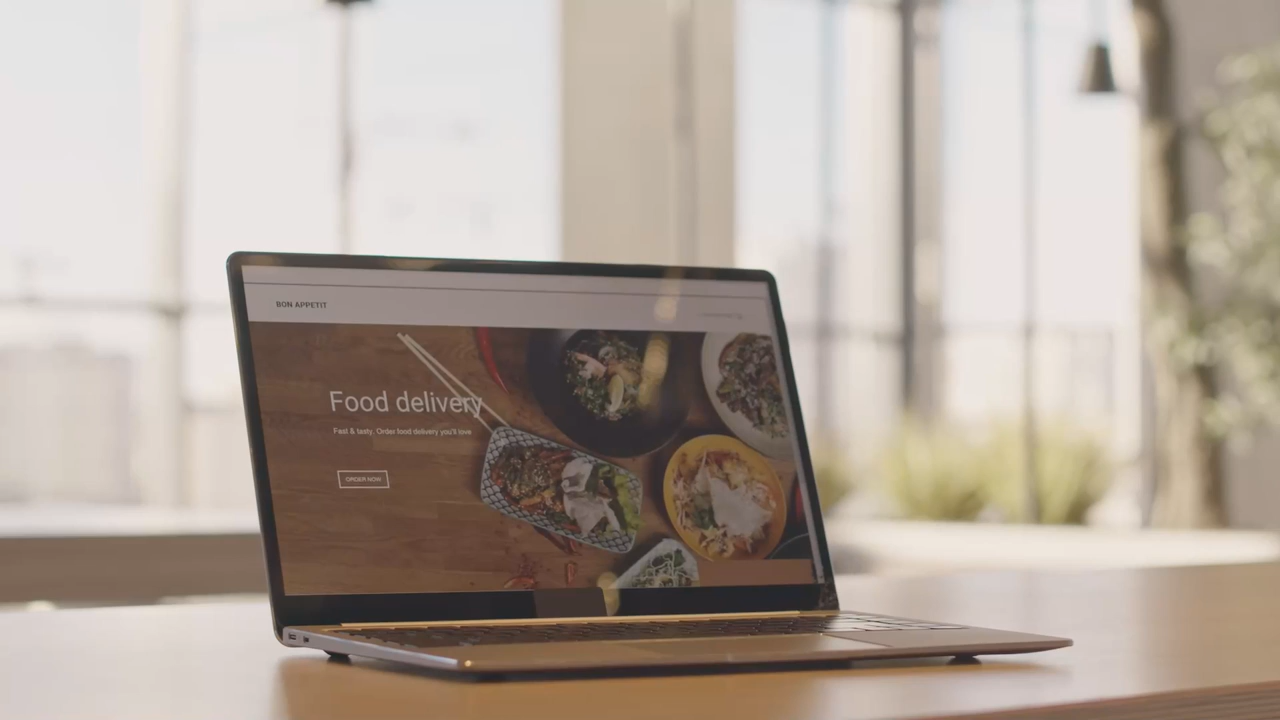 BON APPETIT
Food delivery
Fast & tasty. Order food delivery you'll love
ORDER NOW